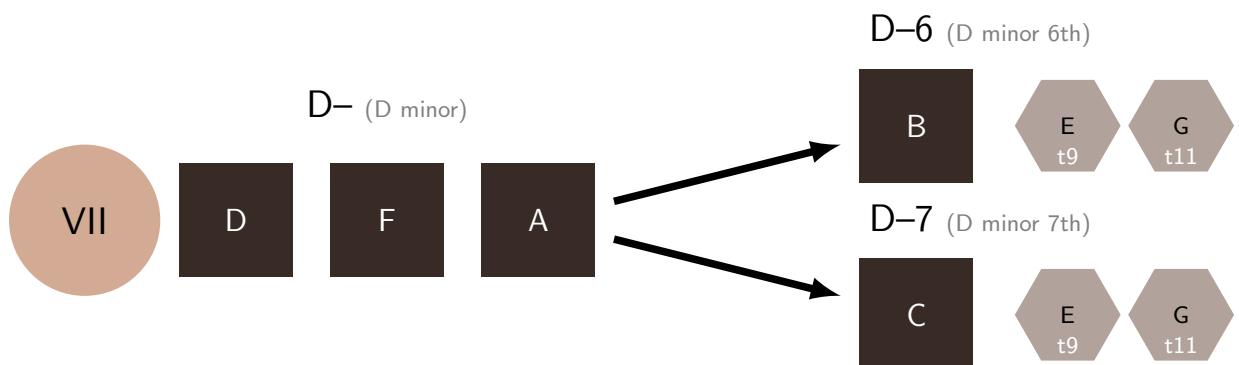 D–6 (D minor 6th)
D– (D minor)
B
E
t9
G
t11
VII
D
F
A
D–7 (D minor 7th)
C
E
t9
G
t11